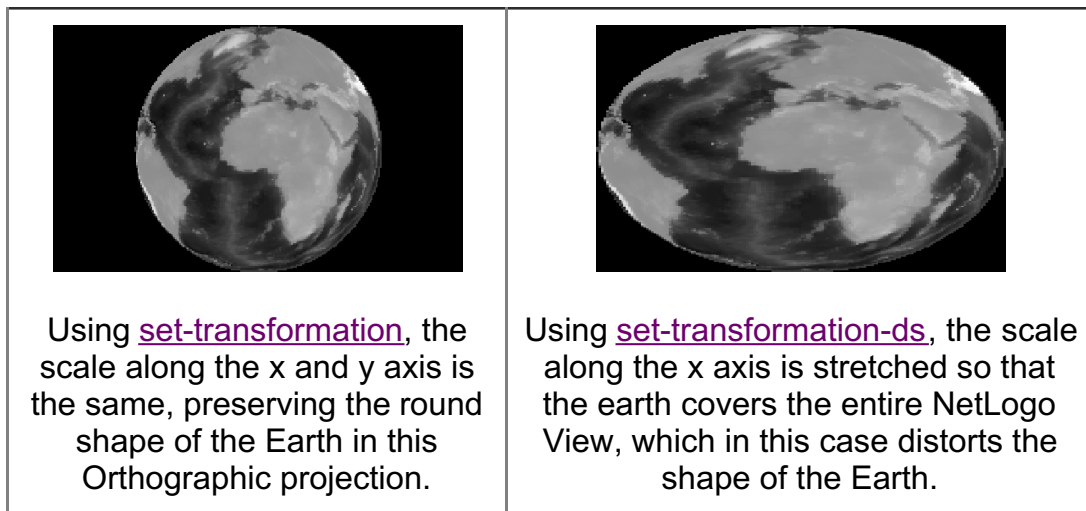 Using set-transformation, the
scale along the x and y axis is
the same, preserving the round
shape of the Earth in this
Orthographic projection.
Using set-transformation-ds, the scale
along the x axis is stretched so that
the earth covers the entire NetLogo
View, which in this case distorts the
shape of the Earth.